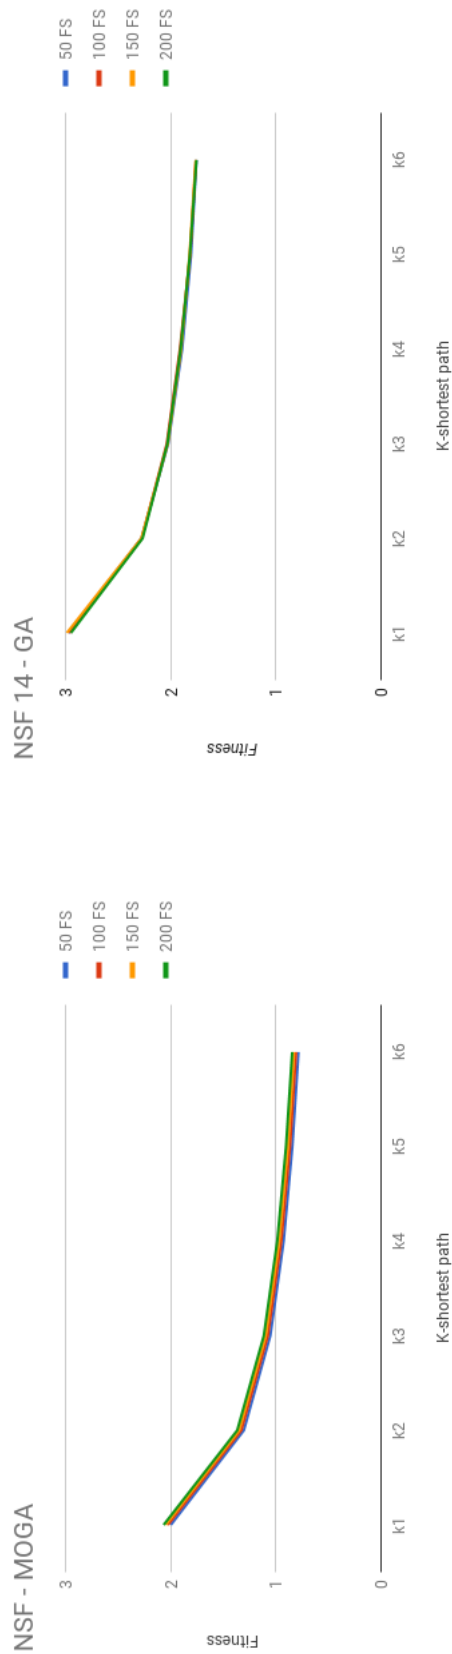 NSF - MOGA
3
2
1
0
Fitness
k1
k2
k3
k4
k5
k6
K-shortest path
50 FS
100 FS
150 FS
200 FS
NSF 14 - GA
3
2
1
0
Fitness
k1
k2
k3
k4
k5
k6
K-shortest path
50 FS
100 FS
150 FS
200 FS